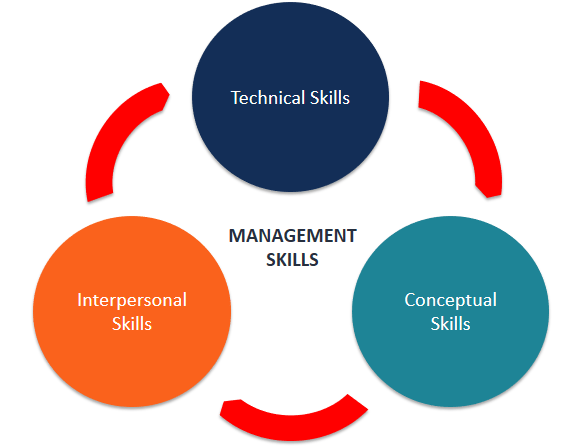 Technical Skills
MANAGEMENT
SKILLS
Interpersonal
Skills
Conceptual
Skills